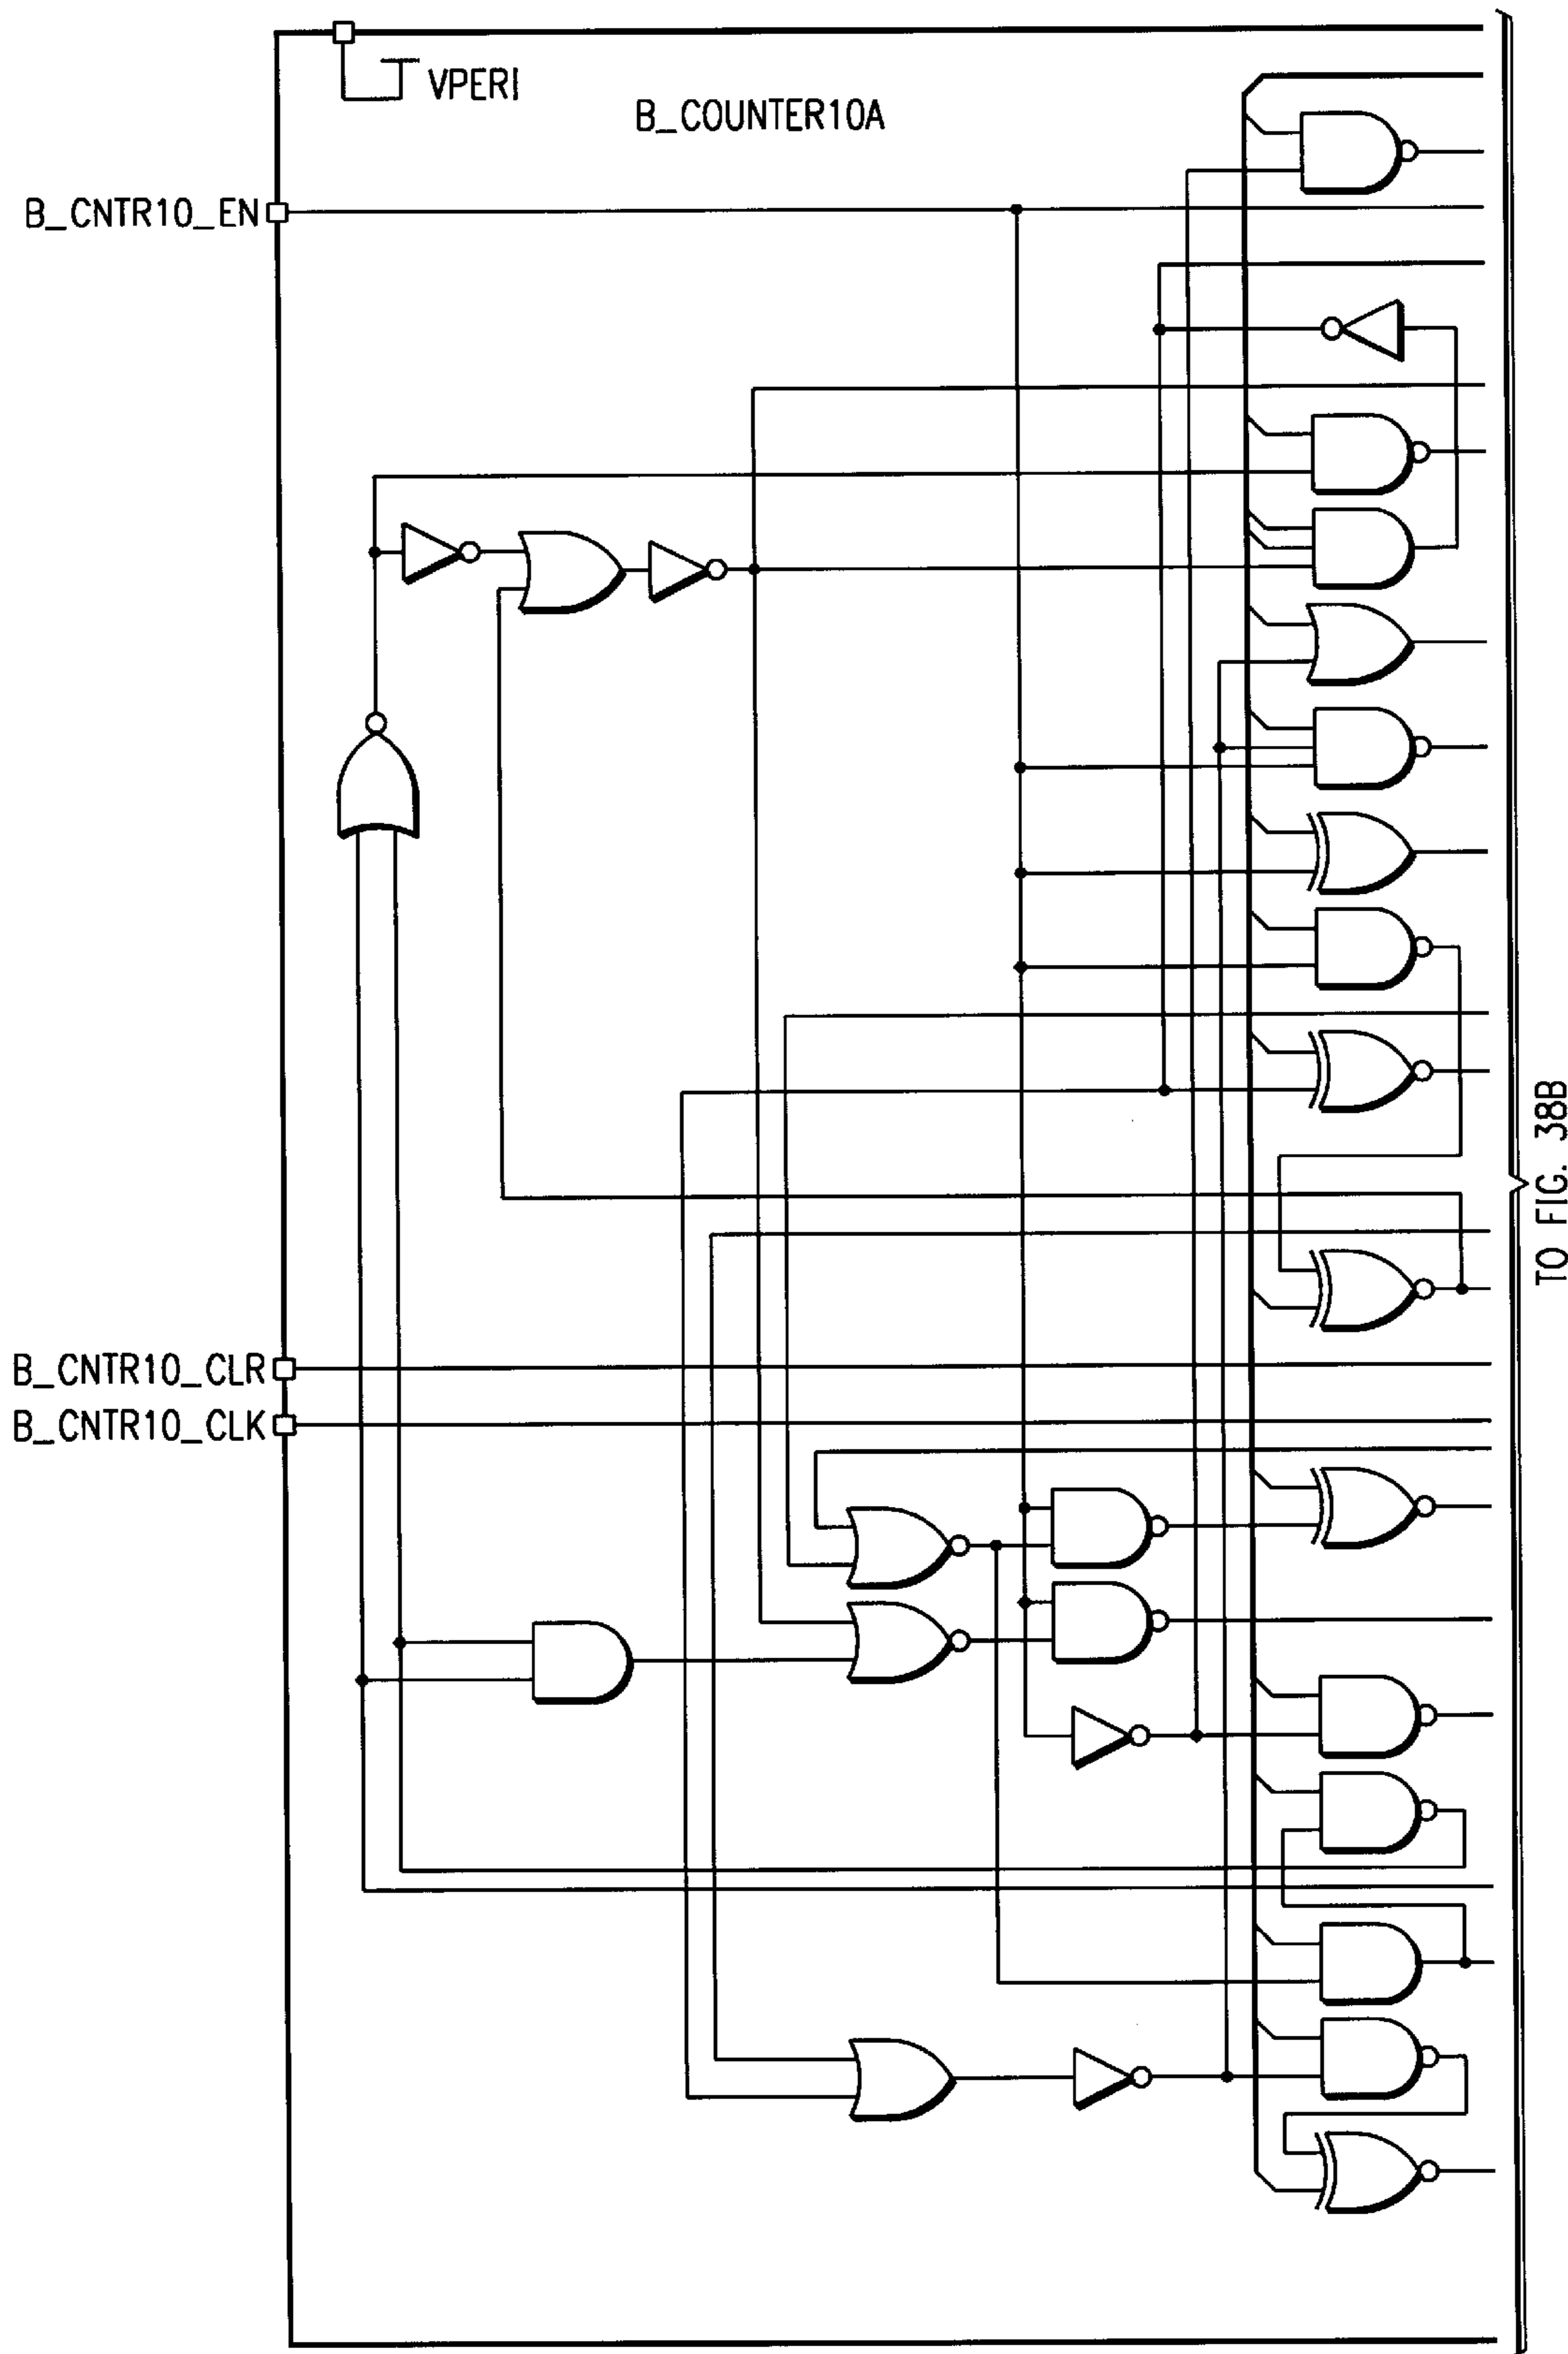 VPERI
B_COUNTER10A
B_CNTR10_EN
TO FIG. 38B
B_CNTR10_CLR
B_CNTR10_CLK